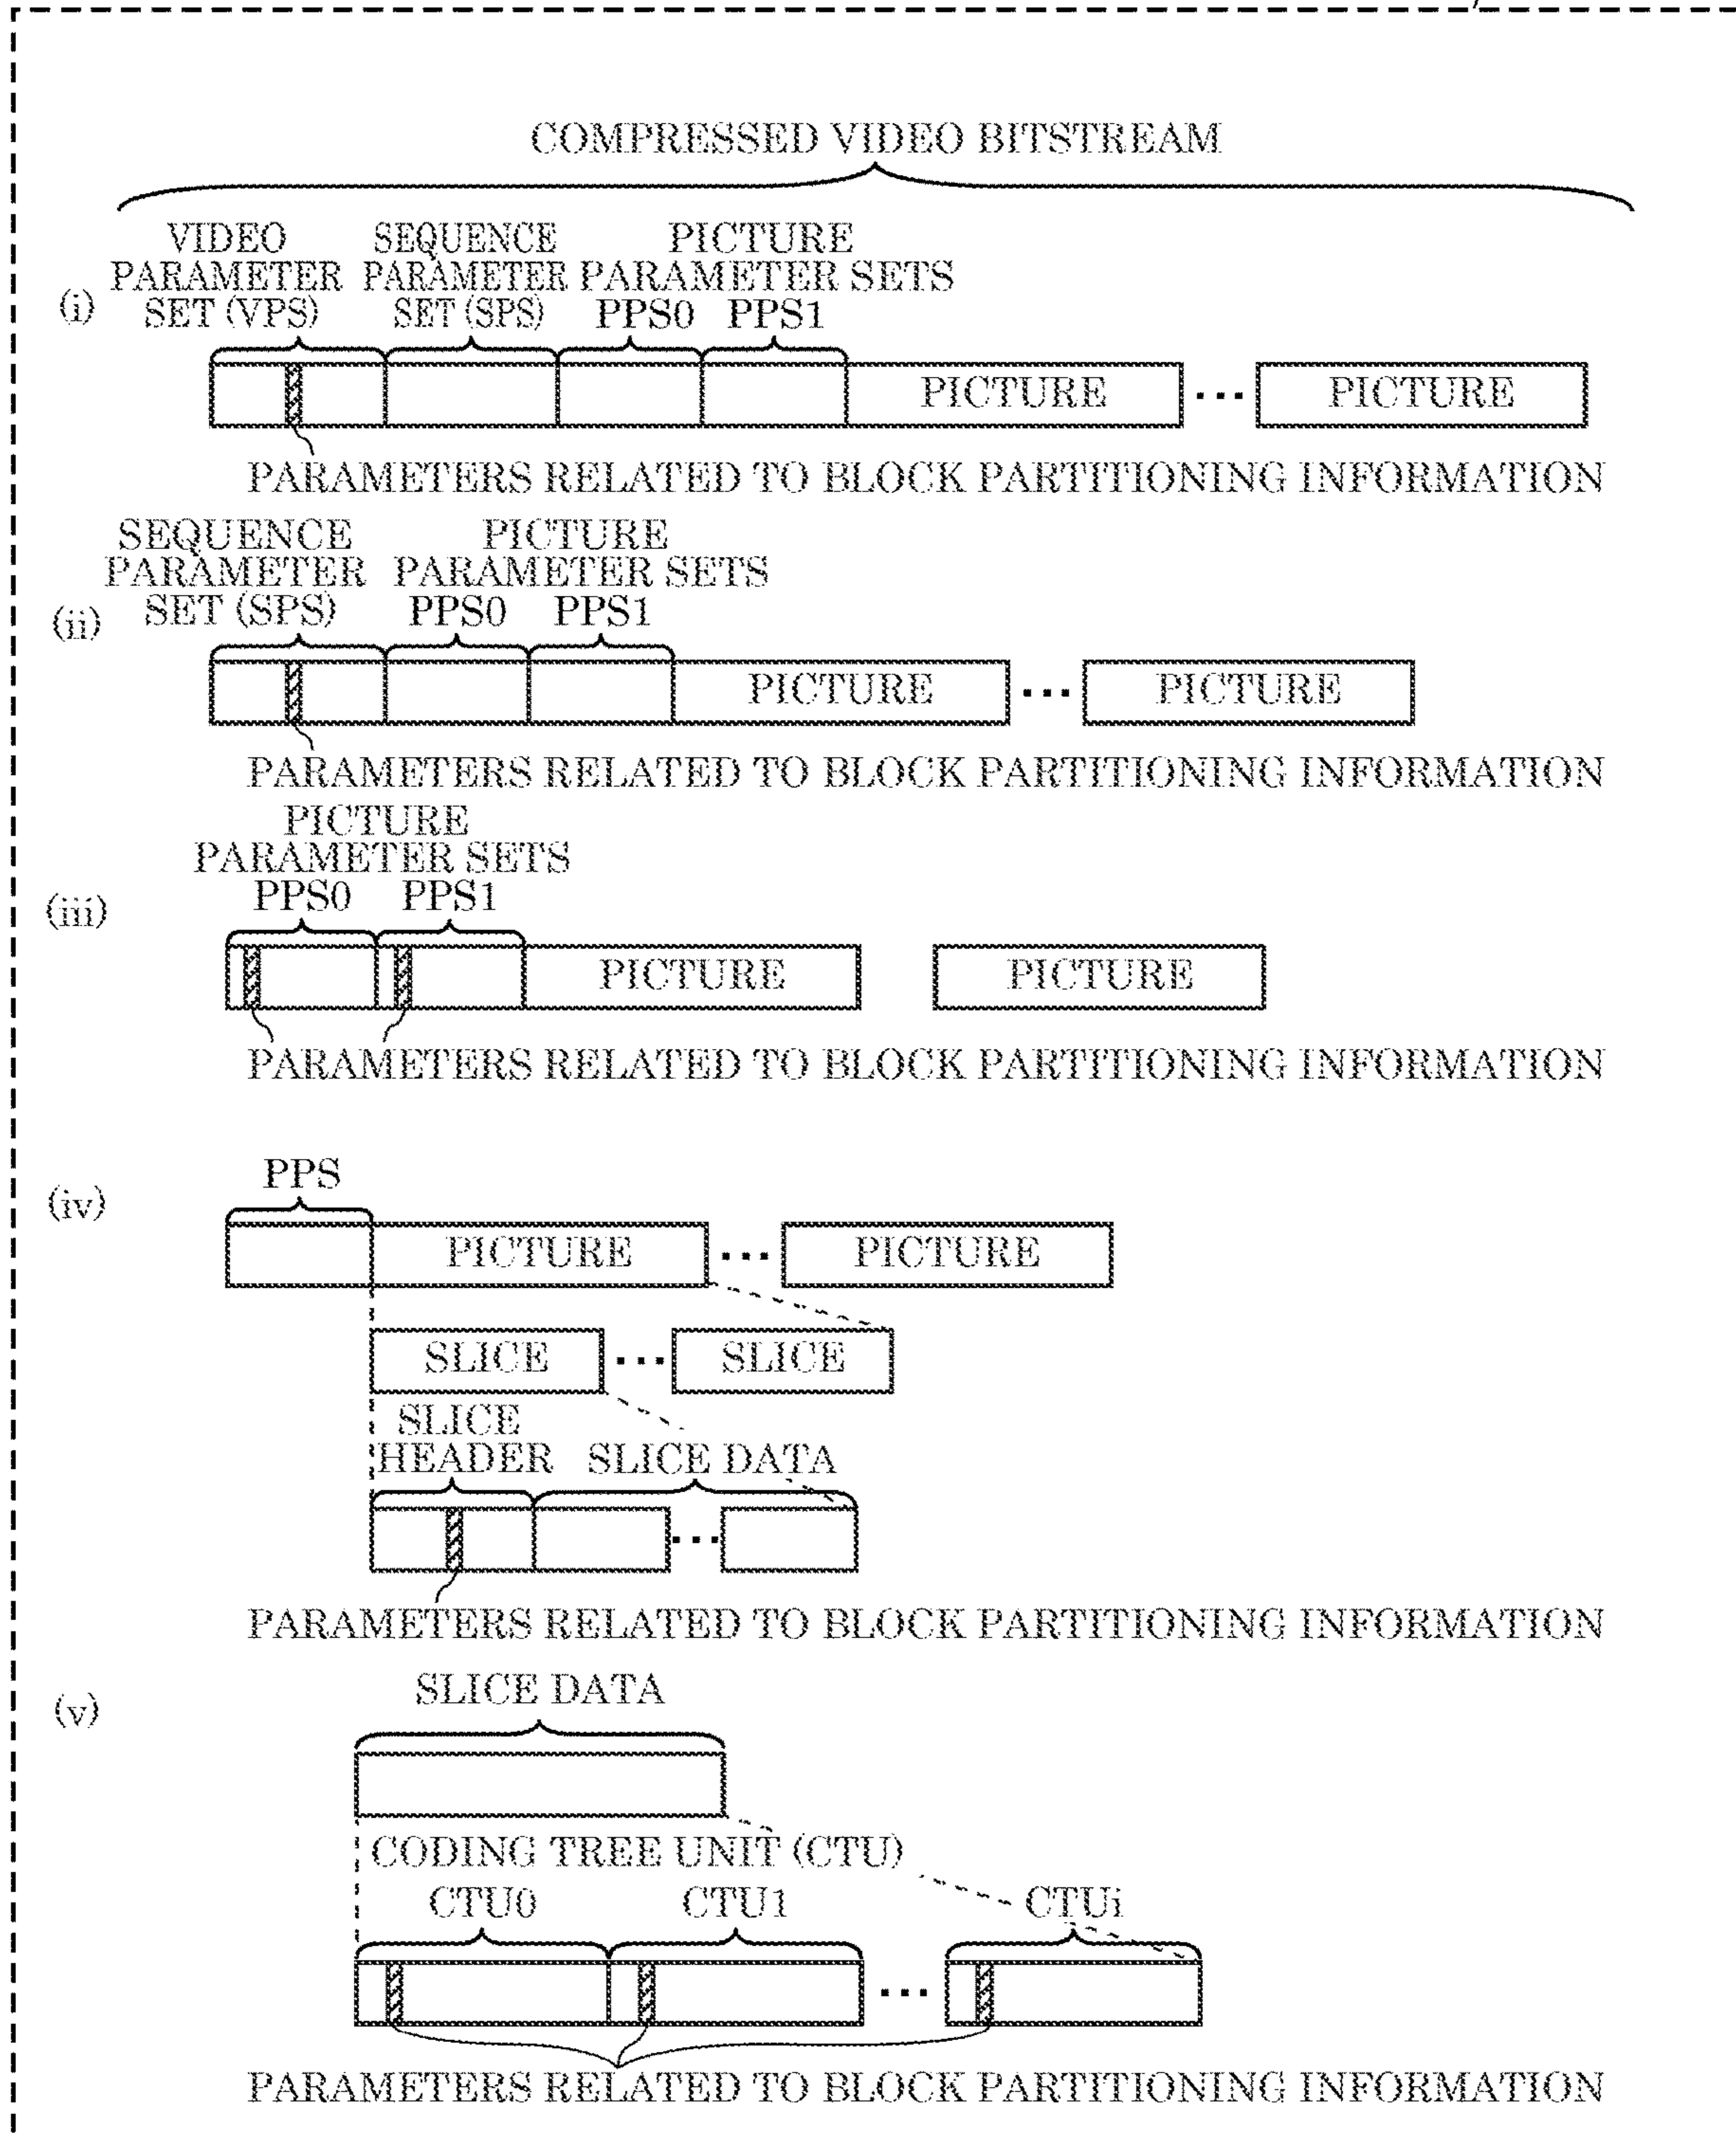 COMPRESSED VIDEO BITSTREAM
VIDEO
PARAMETER
SET (VPS)
SEQUENCE
PARAMETER
SET (SPS)
PICTURE
PARAMETER SETS
PPS0 PPS1
(i)
PICTURE ... PICTURE
PARAMETERS RELATED TO BLOCK PARTITIONING INFORMATION
SEQUENCE
PARAMETER
SET (SPS)
PICTURE
PARAMETER SETS
PPS0 PPS1
(ii)
PICTURE ... PICTURE
PARAMETERS RELATED TO BLOCK PARTITIONING INFORMATION
PICTURE
PARAMETER SETS
PPS0 PPS1
(iii)
PICTURE PICTURE
PARAMETERS RELATED TO BLOCK PARTITIONING INFORMATION
PPS
(iv)
PICTURE ... PICTURE
SLICE ... SLICE
SLICE
HEADER
SLICE DATA
...
PARAMETERS RELATED TO BLOCK PARTITIONING INFORMATION
SLICE DATA
(v)
CODING TREE UNIT (CTU)
CTU0 CTU1 CTUi
...
PARAMETERS RELATED TO BLOCK PARTITIONING INFORMATION